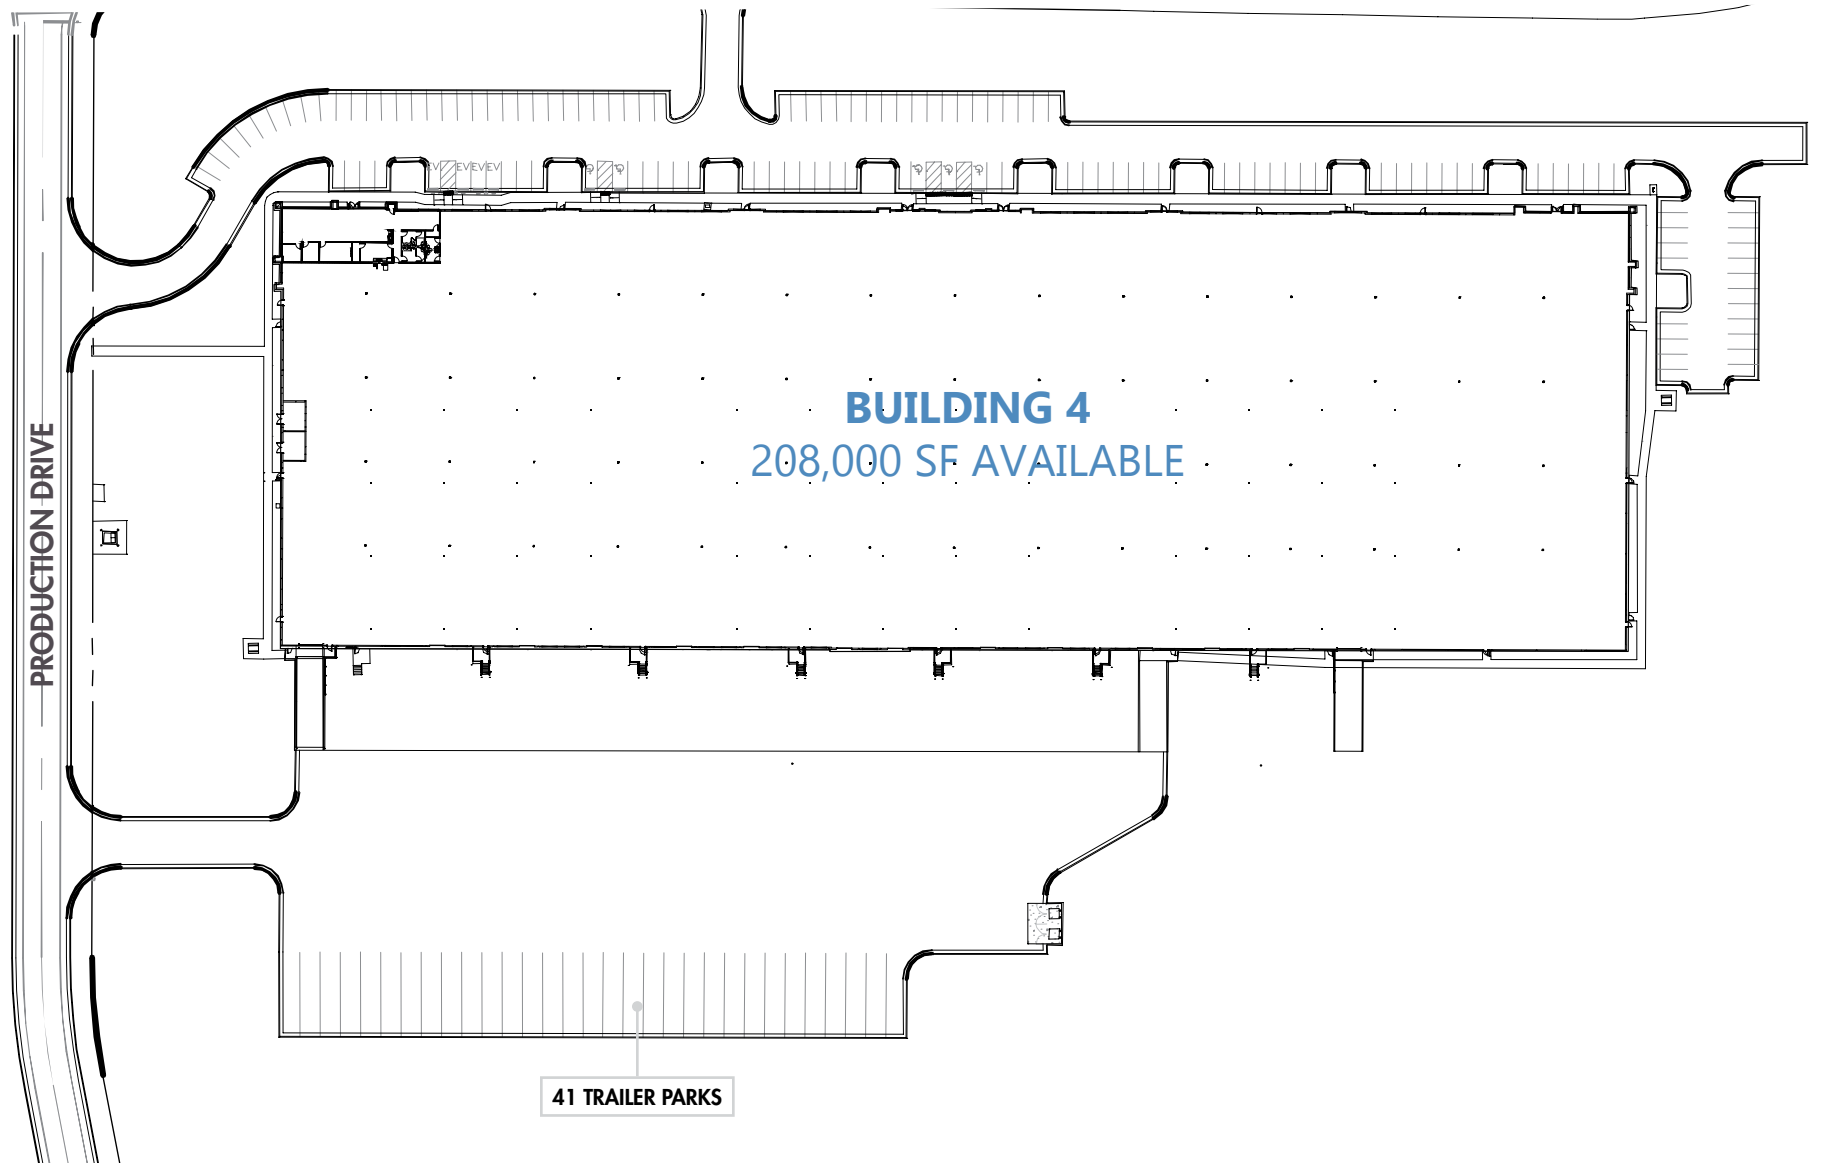 EV EV EV EV
BUILDING 4
208,000 SF AVAILABLE
PRODUCTION DRIVE
41 TRAILER PARKS